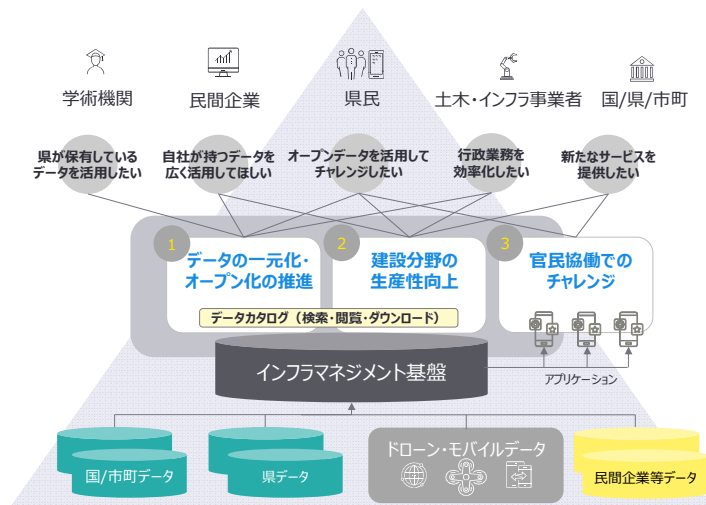 学術機関
民間企業
県民
土木・インフラ事業者
国/県/市町
県が保有している
データを活用したい
自社が持つデータを
広く活用してほしい
オープンデータを活用して
チャレンジしたい
行政業務を
効率化したい
新たなサービスを
提供したい
1
データの一元化・
オープン化の推進
2
建設分野の
生産性向上
3
官民協働での
チャレンジ
データカタログ（検索・閲覧・ダウンロード）
インフラマネジメント基盤
アプリケーション
国/市町データ
県データ
ドローン・モバイルデータ
民間企業等データ